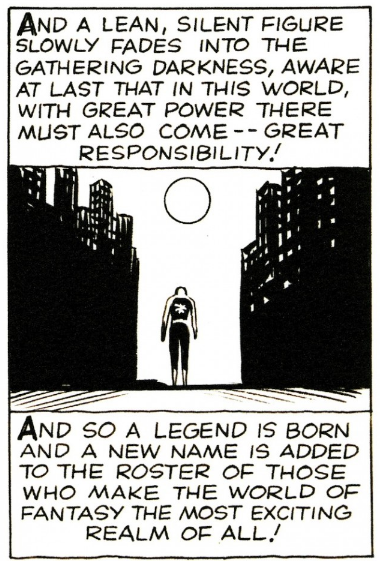 AND A LEAN, SILENT FIGURE
SLOWLY FADES INTO THE
GATHERING DARKNESS, AWARE
AT LAST THAT IN THIS WORLD,
WITH GREAT POWER THERE
MUST ALSO COME -- GREAT
RESPONSIBILITY!
AND SO A LEGEND IS BORN
AND A NEW NAME IS ADDED
TO THE ROSTER OF THOSE
WHO MAKE THE WORLD OF
FANTASY THE MOST EXCITING
REALM OF ALL!